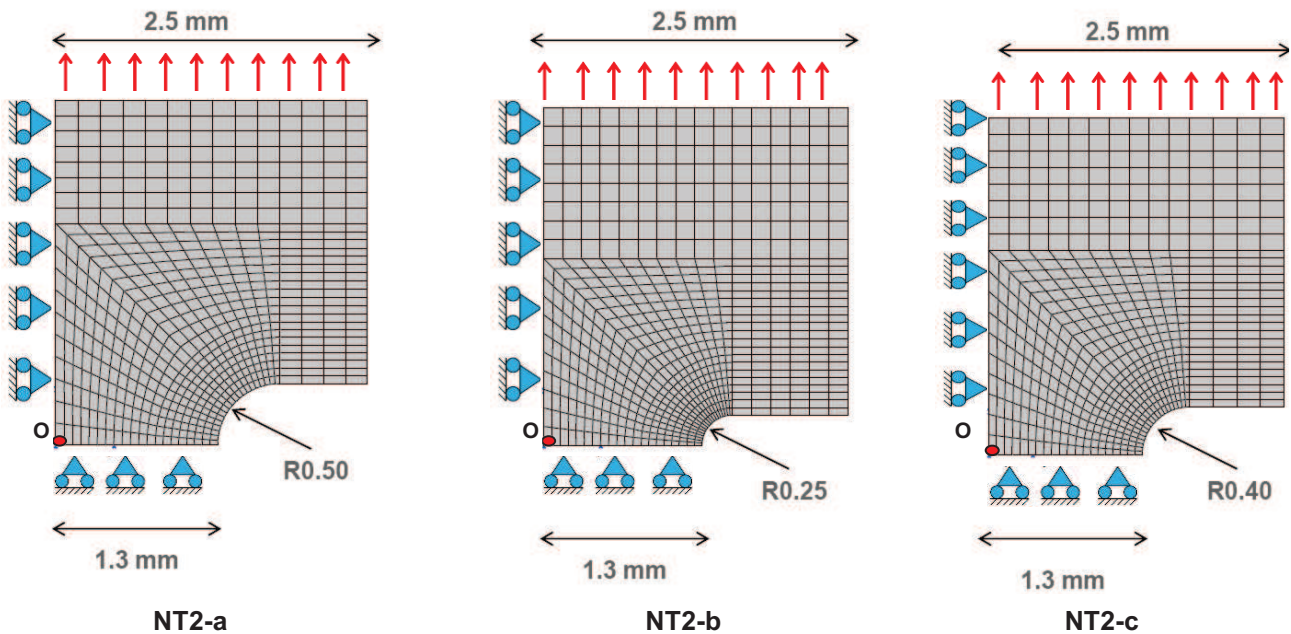 2.5 mm
2.5 mm
2.5 mm
O
O
O
R0.50
R0.25
R0.40
1.3 mm
1.3 mm
1.3 mm
NT2-a
NT2-b
NT2-c